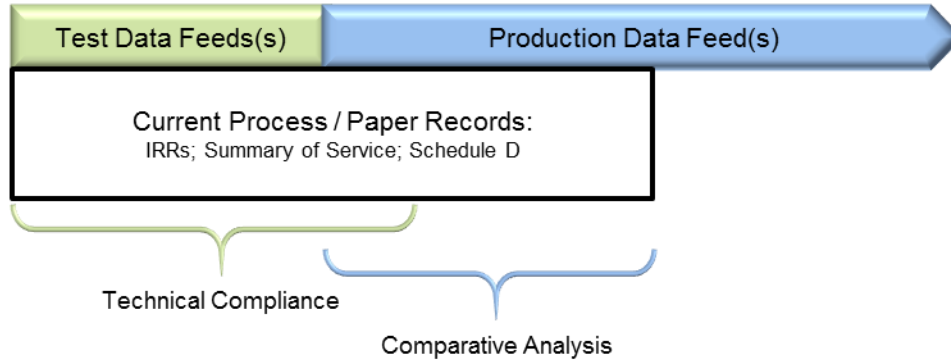 Test Data Feeds(s)
Production Data Feed(s)
Current Process / Paper Records:
IRRs; Summary of Service; Schedule D
Technical Compliance
Comparative Analysis